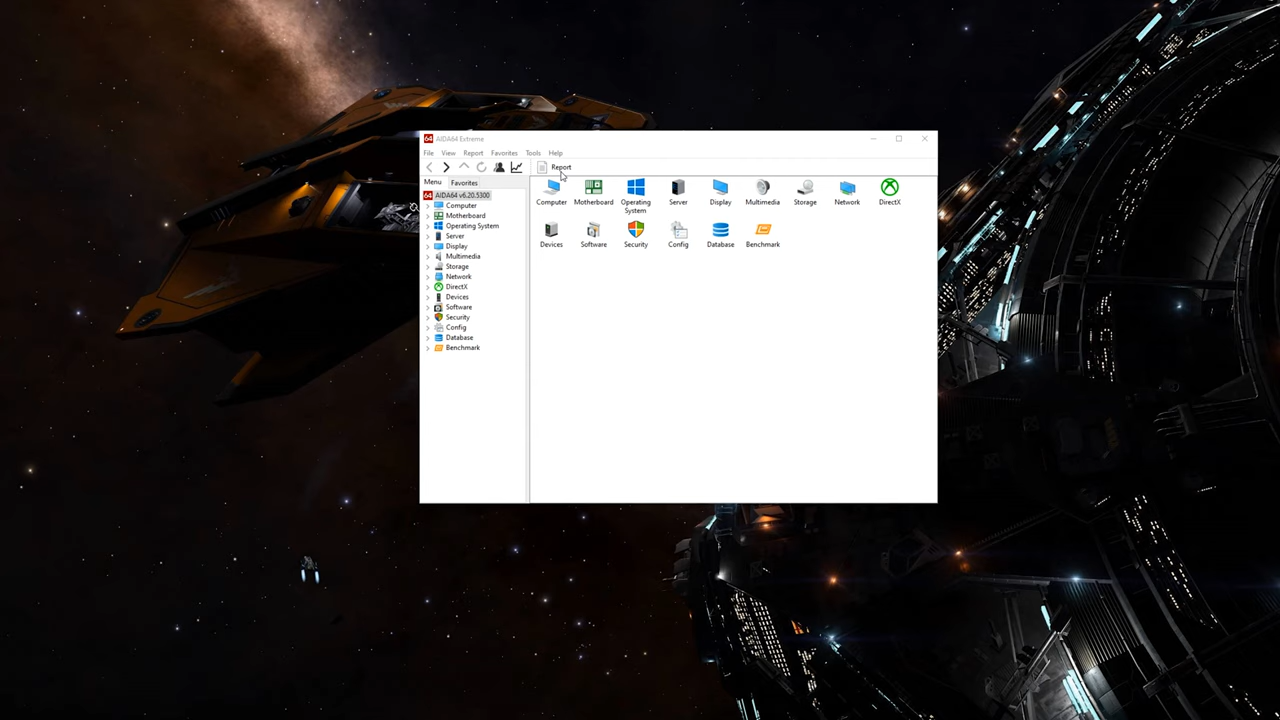 64 AIDA64 Extreme
File View Report Favorites Tools Help
Report
Menu Favorites
64 AIDA64 v6.20.5300
Computer
Motherboard
Operating System
Server
Display
Multimedia
Storage
Network
DirectX
Devices
Software
Security
Config
Database
Benchmark
Computer Motherboard Operating System Server Display Multimedia Storage Network DirectX
Devices Software Security Config Database Benchmark